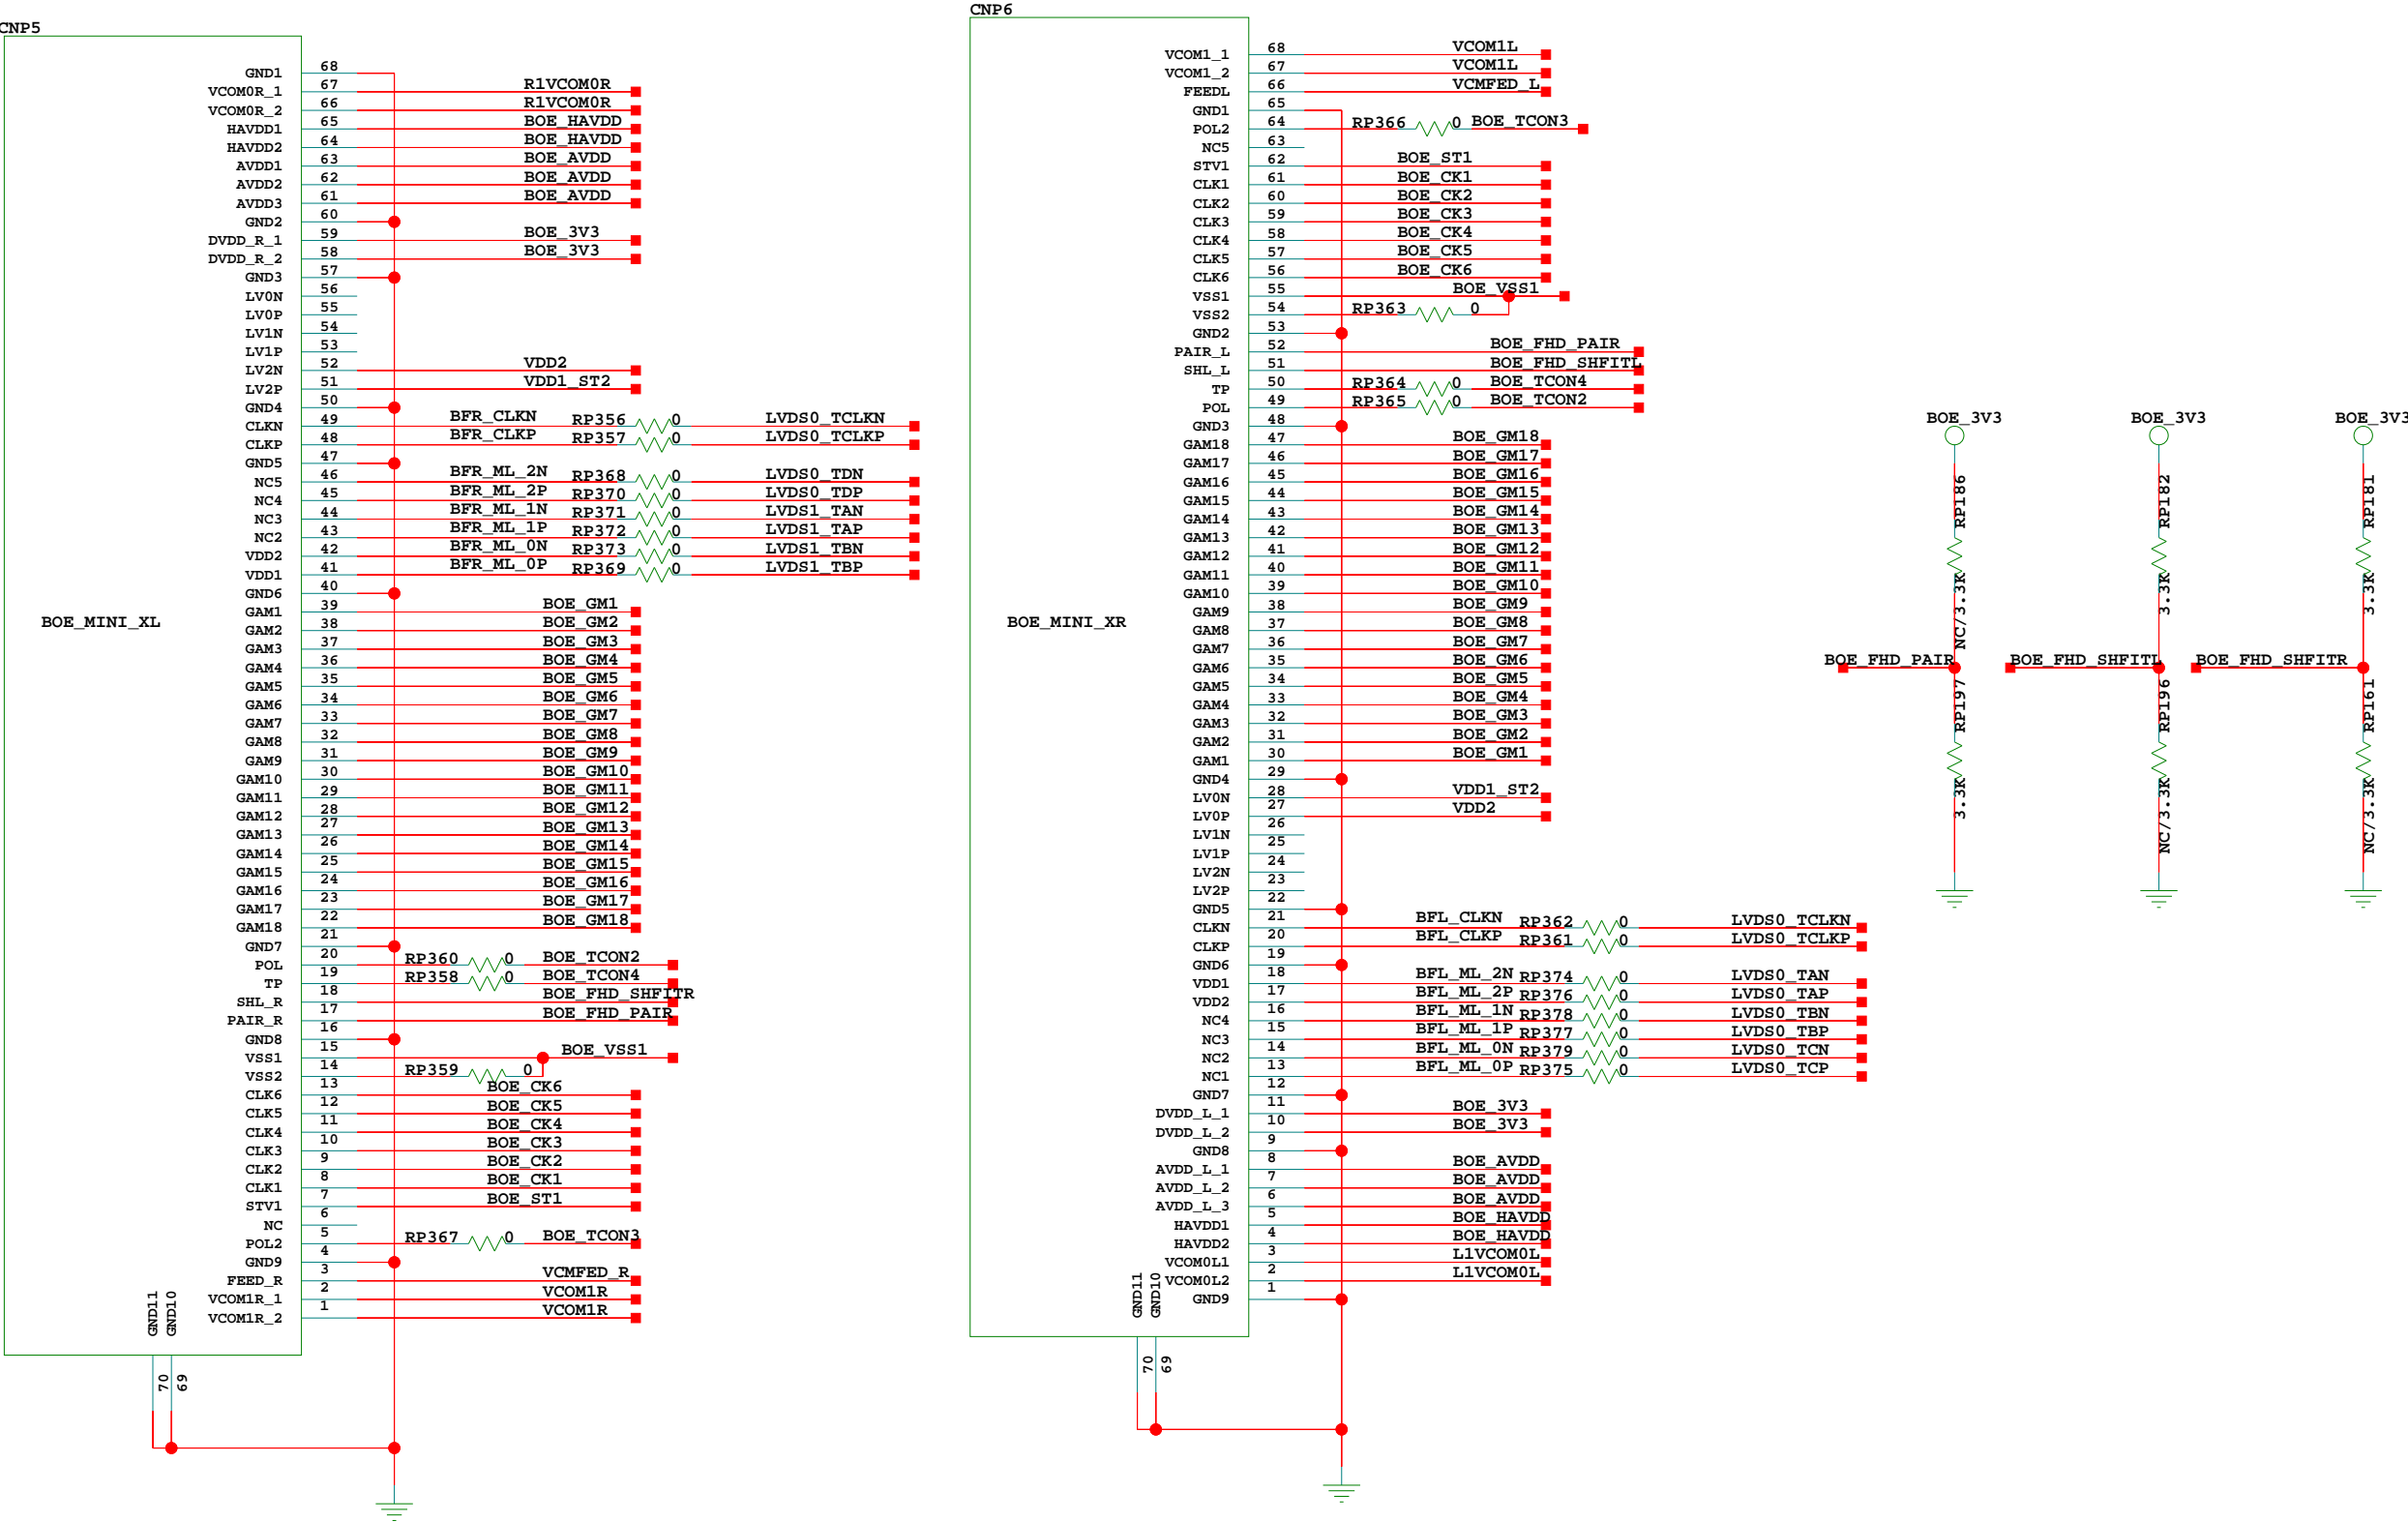 CNP5
BOE_MINI_XL
GND1 68
VCOM0R_1 67 R1VCOM0R
VCOM0R_2 66 R1VCOM0R
HAVDD1 65 BOE_HAVDD
HAVDD2 64 BOE_HAVDD
AVDD1 63 BOE_AVDD
AVDD2 62 BOE_AVDD
AVDD3 61 BOE_AVDD
GND2 60
DVDD_R_1 59 BOE_3V3
DVDD_R_2 58 BOE_3V3
GND3 57
LV0N 56
LV0P 55
LV1N 54
LV1P 53
LV2N 52 VDD2
LV2P 51 VDD1_ST2
GND4 50
CLKN 49 BFR_CLKN RP356 0 LVDS0_TCLKN
CLKP 48 BFR_CLKP RP357 0 LVDS0_TCLKP
GND5 47
NC5 46 BFR_ML_2N RP368 0 LVDS0_TDN
NC4 45 BFR_ML_2P RP370 0 LVDS0_TDP
NC3 44 BFR_ML_1N RP371 0 LVDS1_TAN
NC2 43 BFR_ML_1P RP372 0 LVDS1_TAP
VDD2 42 BFR_ML_0N RP373 0 LVDS1_TBN
VDD1 41 BFR_ML_0P RP369 0 LVDS1_TBP
GND6 40
GAM1 39 BOE_GM1
GAM2 38 BOE_GM2
GAM3 37 BOE_GM3
GAM4 36 BOE_GM4
GAM5 35 BOE_GM5
GAM6 34 BOE_GM6
GAM7 33 BOE_GM7
GAM8 32 BOE_GM8
GAM9 31 BOE_GM9
GAM10 30 BOE_GM10
GAM11 29 BOE_GM11
GAM12 28 BOE_GM12
GAM13 27 BOE_GM13
GAM14 26 BOE_GM14
GAM15 25 BOE_GM15
GAM16 24 BOE_GM16
GAM17 23 BOE_GM17
GAM18 22 BOE_GM18
GND7 21
POL 20 RP360 0 BOE_TCON2
TP 19 RP358 0 BOE_TCON4
SHL_R 18 BOE_FHD_SHFITR
PAIR_R 17 BOE_FHD_PAIR
GND8 16
VSS1 15 BOE_VSS1
VSS2 14 RP359 0
CLK6 13 BOE_CK6
CLK5 12 BOE_CK5
CLK4 11 BOE_CK4
CLK3 10 BOE_CK3
CLK2 9 BOE_CK2
CLK1 8 BOE_CK1
STV1 7 BOE_ST1
NC 6
POL2 5 RP367 0 BOE_TCON3
GND9 4
FEED_R 3 VCMFED_R
VCOM1R_1 2 VCOM1R
VCOM1R_2 1 VCOM1R
GND11 70
GND10 69
CNP6
BOE_MINI_XR
VCOM1_1 68 VCOM1L
VCOM1_2 67 VCOM1L
FEEDL 66 VCMFED_L
GND1 65
POL2 64 RP366 0 BOE_TCON3
NC5 63
STV1 62 BOE_ST1
CLK1 61 BOE_CK1
CLK2 60 BOE_CK2
CLK3 59 BOE_CK3
CLK4 58 BOE_CK4
CLK5 57 BOE_CK5
CLK6 56 BOE_CK6
VSS1 55 BOE_VSS1
VSS2 54 RP363 0
GND2 53
PAIR_L 52 BOE_FHD_PAIR
SHL_L 51 BOE_FHD_SHFITL
TP 50 RP364 0 BOE_TCON4
POL 49 RP365 0 BOE_TCON2
GND3 48
GAM18 47 BOE_GM18
GAM17 46 BOE_GM17
GAM16 45 BOE_GM16
GAM15 44 BOE_GM15
GAM14 43 BOE_GM14
GAM13 42 BOE_GM13
GAM12 41 BOE_GM12
GAM11 40 BOE_GM11
GAM10 39 BOE_GM10
GAM9 38 BOE_GM9
GAM8 37 BOE_GM8
GAM7 36 BOE_GM7
GAM6 35 BOE_GM6
GAM5 34 BOE_GM5
GAM4 33 BOE_GM4
GAM3 32 BOE_GM3
GAM2 31 BOE_GM2
GAM1 30 BOE_GM1
GND4 29
LV0N 28 VDD1_ST2
LV0P 27 VDD2
LV1N 26
LV1P 25
LV2N 24
LV2P 23
GND5 22
CLKN 21 BFL_CLKN RP362 0 LVDS0_TCLKN
CLKP 20 BFL_CLKP RP361 0 LVDS0_TCLKP
GND6 19
VDD1 18 BFL_ML_2N RP374 0 LVDS0_TAN
VDD2 17 BFL_ML_2P RP376 0 LVDS0_TAP
NC4 16 BFL_ML_1N RP378 0 LVDS0_TBN
NC3 15 BFL_ML_1P RP377 0 LVDS0_TBP
NC2 14 BFL_ML_0N RP379 0 LVDS0_TCN
NC1 13 BFL_ML_0P RP375 0 LVDS0_TCP
GND7 12
DVDD_L_1 11 BOE_3V3
DVDD_L_2 10 BOE_3V3
GND8 9
AVDD_L_1 8 BOE_AVDD
AVDD_L_2 7 BOE_AVDD
AVDD_L_3 6 BOE_AVDD
HAVDD1 5 BOE_HAVDD
HAVDD2 4 BOE_HAVDD
VCOM0L1 3 L1VCOM0L
VCOM0L2 2 L1VCOM0L
GND9 1
GND11 70
GND10 69
BOE_3V3 BOE_3V3 BOE_3V3
RP186 RP182 RP181
NC/3.3K 3.3K 3.3K
BOE_FHD_PAIR BOE_FHD_SHFITL BOE_FHD_SHFITR
RP197 RP196 RP161
3.3K NC/3.3K NC/3.3K